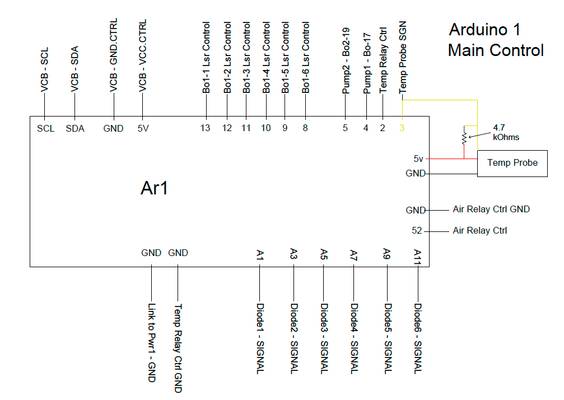 Arduino 1
Main Control
VCB - SCL
VCB - SDA
VCB - GND.CTRL
VCB - VCC.CTRL
Bo1-1 Lsr Control
Bo1-2 Lsr Control
Bo1-3 Lsr Control
Bo1-4 Lsr Control
Bo1-5 Lsr Control
Bo1-6 Lsr Control
Pump2 - Bo2-19
Pump1 - Bo-17
Temp Relay Ctrl
Temp Probe SGN
SCL
SDA
GND
5V
13
12
11
10
9
8
5
4
2
3
4.7
kOhms
5v
Temp Probe
GND
Ar1
GND
Air Relay Ctrl GND
52
Air Relay Ctrl
GND
GND
A1
A3
A5
A7
A9
A11
Link to Pwr1 - GND
Temp Relay Ctrl GND
Diode1 - SIGNAL
Diode2 - SIGNAL
Diode3 - SIGNAL
Diode4 - SIGNAL
Diode5 - SIGNAL
Diode6 - SIGNAL